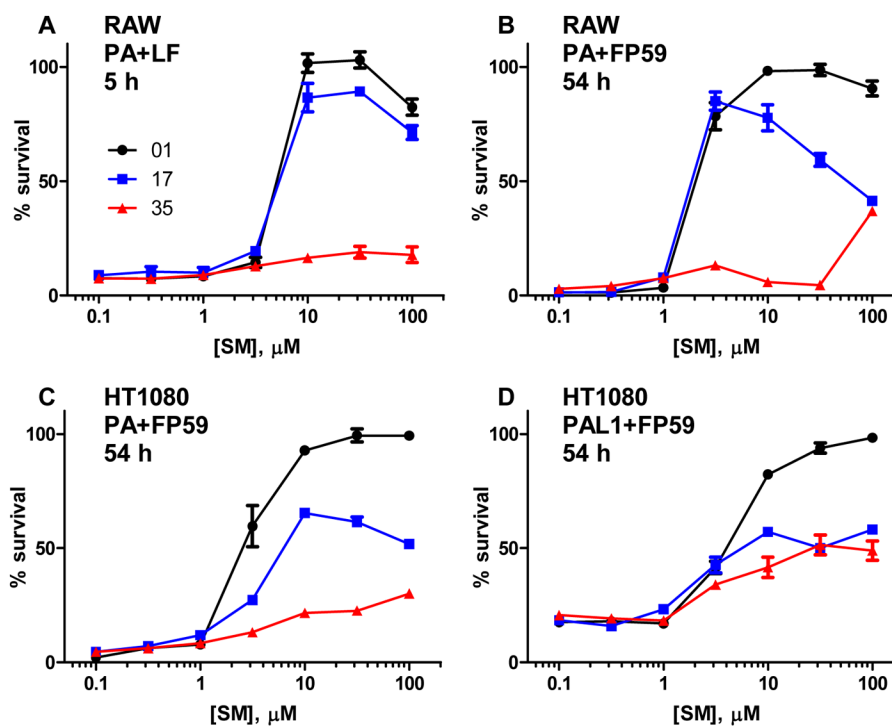 A
RAW
PA+LF
5 h
% survival
100
50
0
01
17
35
0.1
1
10
100
[SM], μM
B
RAW
PA+FP59
54 h
% survival
100
50
0
0.1
1
10
100
[SM], μM
C
HT1080
PA+FP59
54 h
% survival
100
50
0
0.1
1
10
100
[SM], μM
D
HT1080
PAL1+FP59
54 h
% survival
100
50
0
0.1
1
10
100
[SM], μM